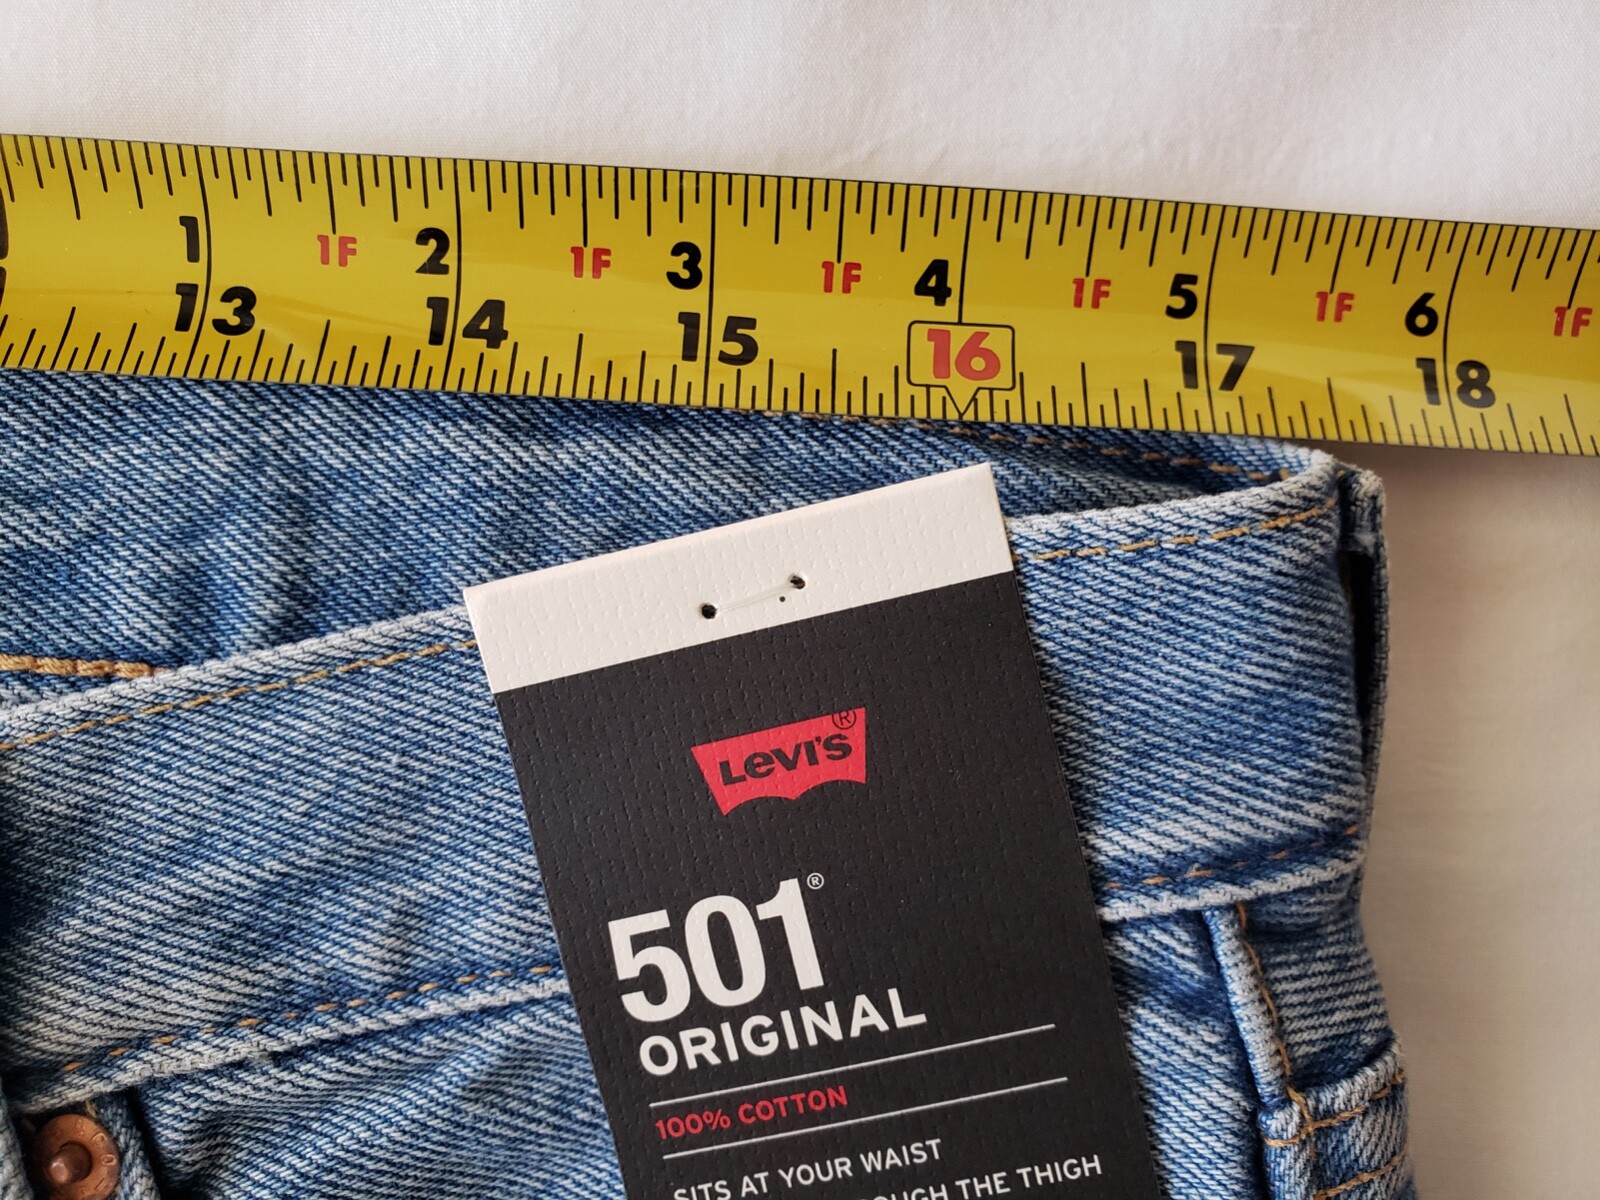 1 1F 2 1F 3 1F 4 1F 5 1F 6 1F
13 14 15 16 17 18
LEVI'S®
501®
ORIGINAL
100% COTTON
SITS AT YOUR WAIST
THE THIGH